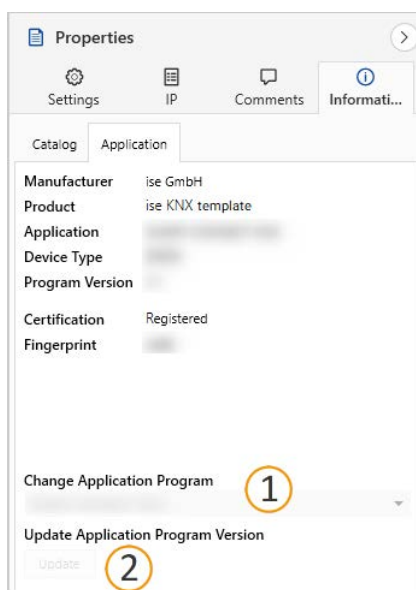 Properties
Settings IP Comments Informati...
Catalog Application
Manufacturer ise GmbH
Product ise KNX template
Application
Device Type
Program Version
Certification Registered
Fingerprint
Change Application Program
1
Update Application Program Version
Update
2